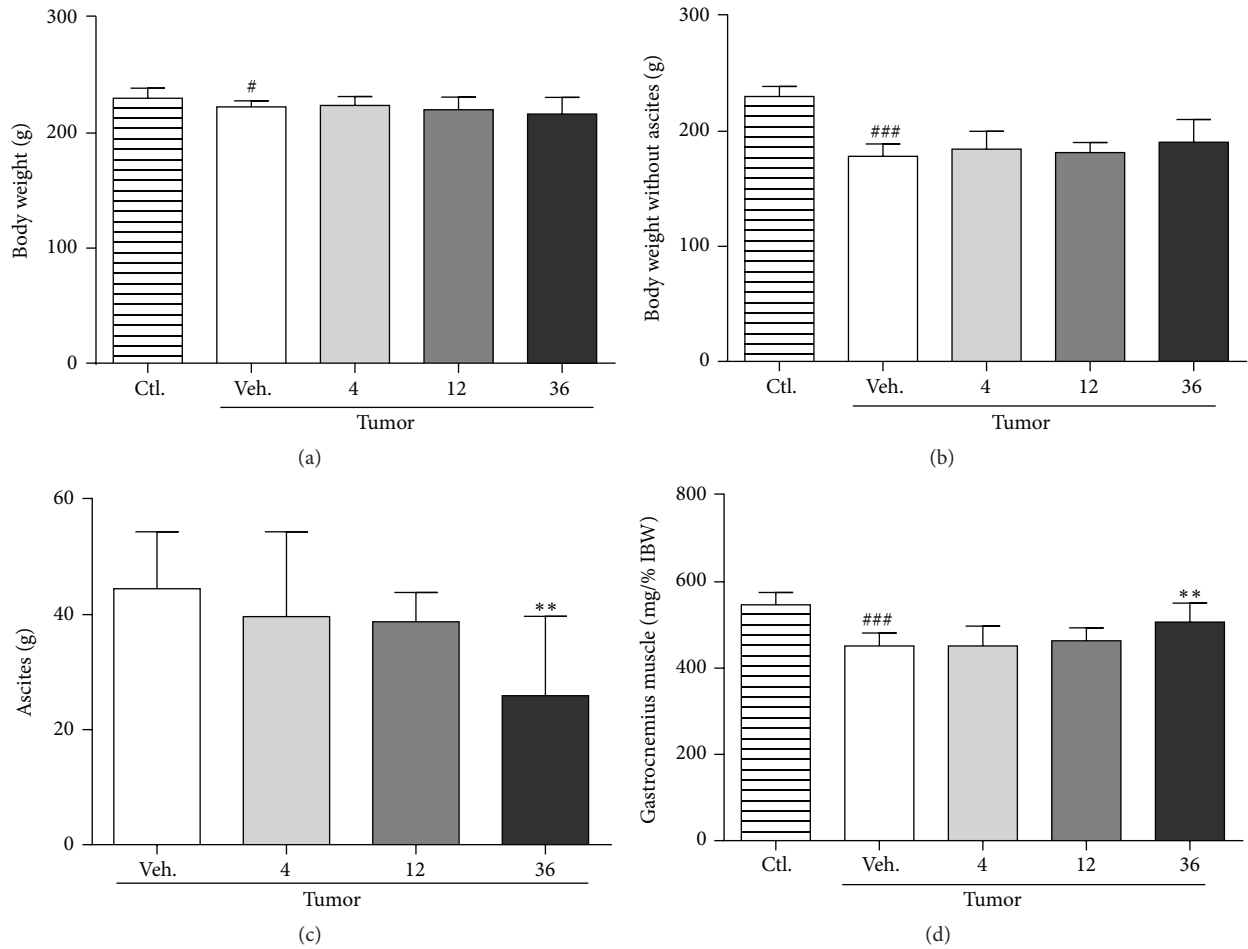 300
200
100
0
Body weight (g)
#
Ctl.
Veh.
4
12
36
Tumor
(a)
300
200
100
0
Body weight without ascites (g)
###
Ctl.
Veh.
4
12
36
Tumor
(b)
60
40
20
0
Ascites (g)
**
Veh.
4
12
36
Tumor
(c)
800
600
400
200
0
Gastrocnemius muscle (mg/% IBW)
###
**
Ctl.
Veh.
4
12
36
Tumor
(d)